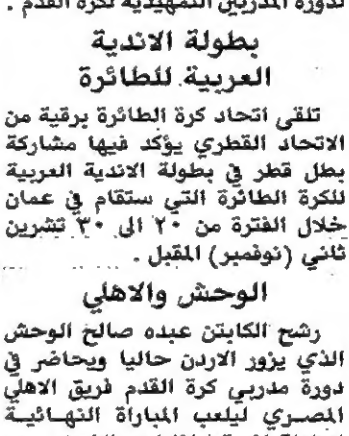 لدورة المدربين التمهيدية لكرة القدم .
بطولة الاندية
العربية للطائرة
تلقى اتحاد كرة الطائرة برقية من
الاتحاد القطري يؤكد فيها مشاركة
بطل قطر في بطولة الاندية العربية
للكرة الطائرة التي ستقام في عمان
خلال الفترة من ٢٠ الى ٣٠ تشرين
ثاني (نوفمبر) المقبل .
الوحش والاهلي
رشح الكابتن عبده صالح الوحش
الذي يزور الاردن حاليا ويحاضر في
دورة مدربي كرة القدم فريق الاهلي
المصري ليلعب المباراة النهائية